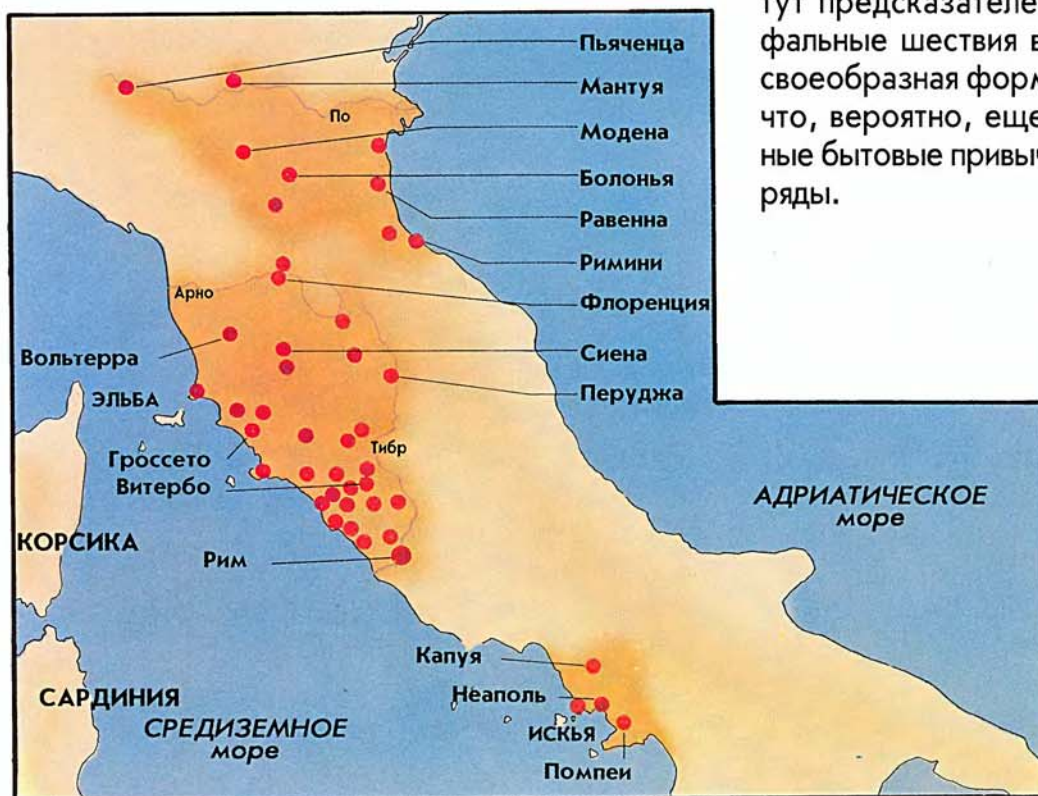 тут предсказателе
фальные шествия в
своеобразная форм
что, вероятно, еще
ные бытовые привыч
ряды.
Пьяченца
Мантуя
По
Модена
Болонья
Равенна
Римини
Флоренция
Арно
Вольтерра
Сиена
Перуджа
ЭЛЬБА
Гроссето
Тибр
Витербо
АДРИАТИЧЕСКОЕ
море
КОРСИКА
Рим
Капуя
Неаполь
САРДИНИЯ
СРЕДИЗЕМНОЕ
море
ИСКЬЯ
Помпеи